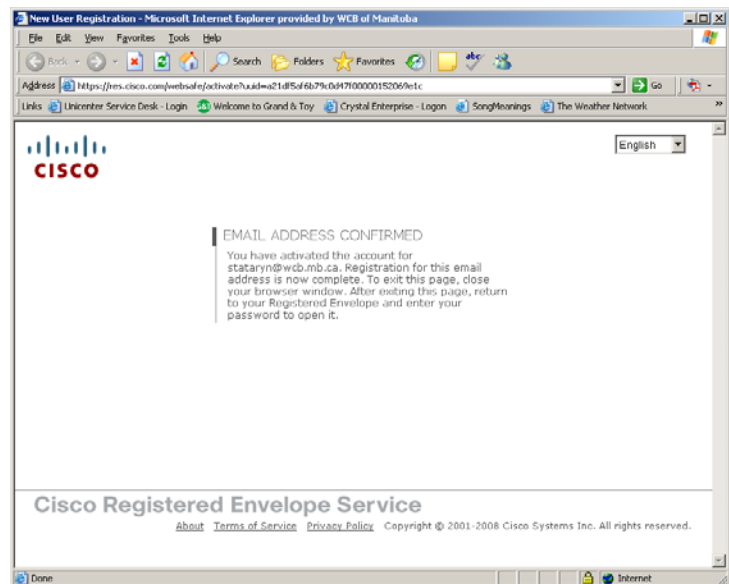 New User Registration - Microsoft Internet Explorer provided by WCB of Manitoba
File Edit View Favorites Tools Help
Back Search Folders Favorites
Address https://res.cisco.com/websafe/activate?uuid=a21df5af6b79c0d47f00000152069e1c Go
Links Unicenter Service Desk - Login Welcome to Grand & Toy Crystal Enterprise - Logon SongMeanings The Weather Network »
CISCO
English
EMAIL ADDRESS CONFIRMED
You have activated the account for
stataryn@wcb.mb.ca. Registration for this email
address is now complete. To exit this page, close
your browser window. After exiting this page, return
to your Registered Envelope and enter your
password to open it.
Cisco Registered Envelope Service
About Terms of Service Privacy Policy Copyright © 2001-2008 Cisco Systems Inc. All rights reserved.
Done Internet